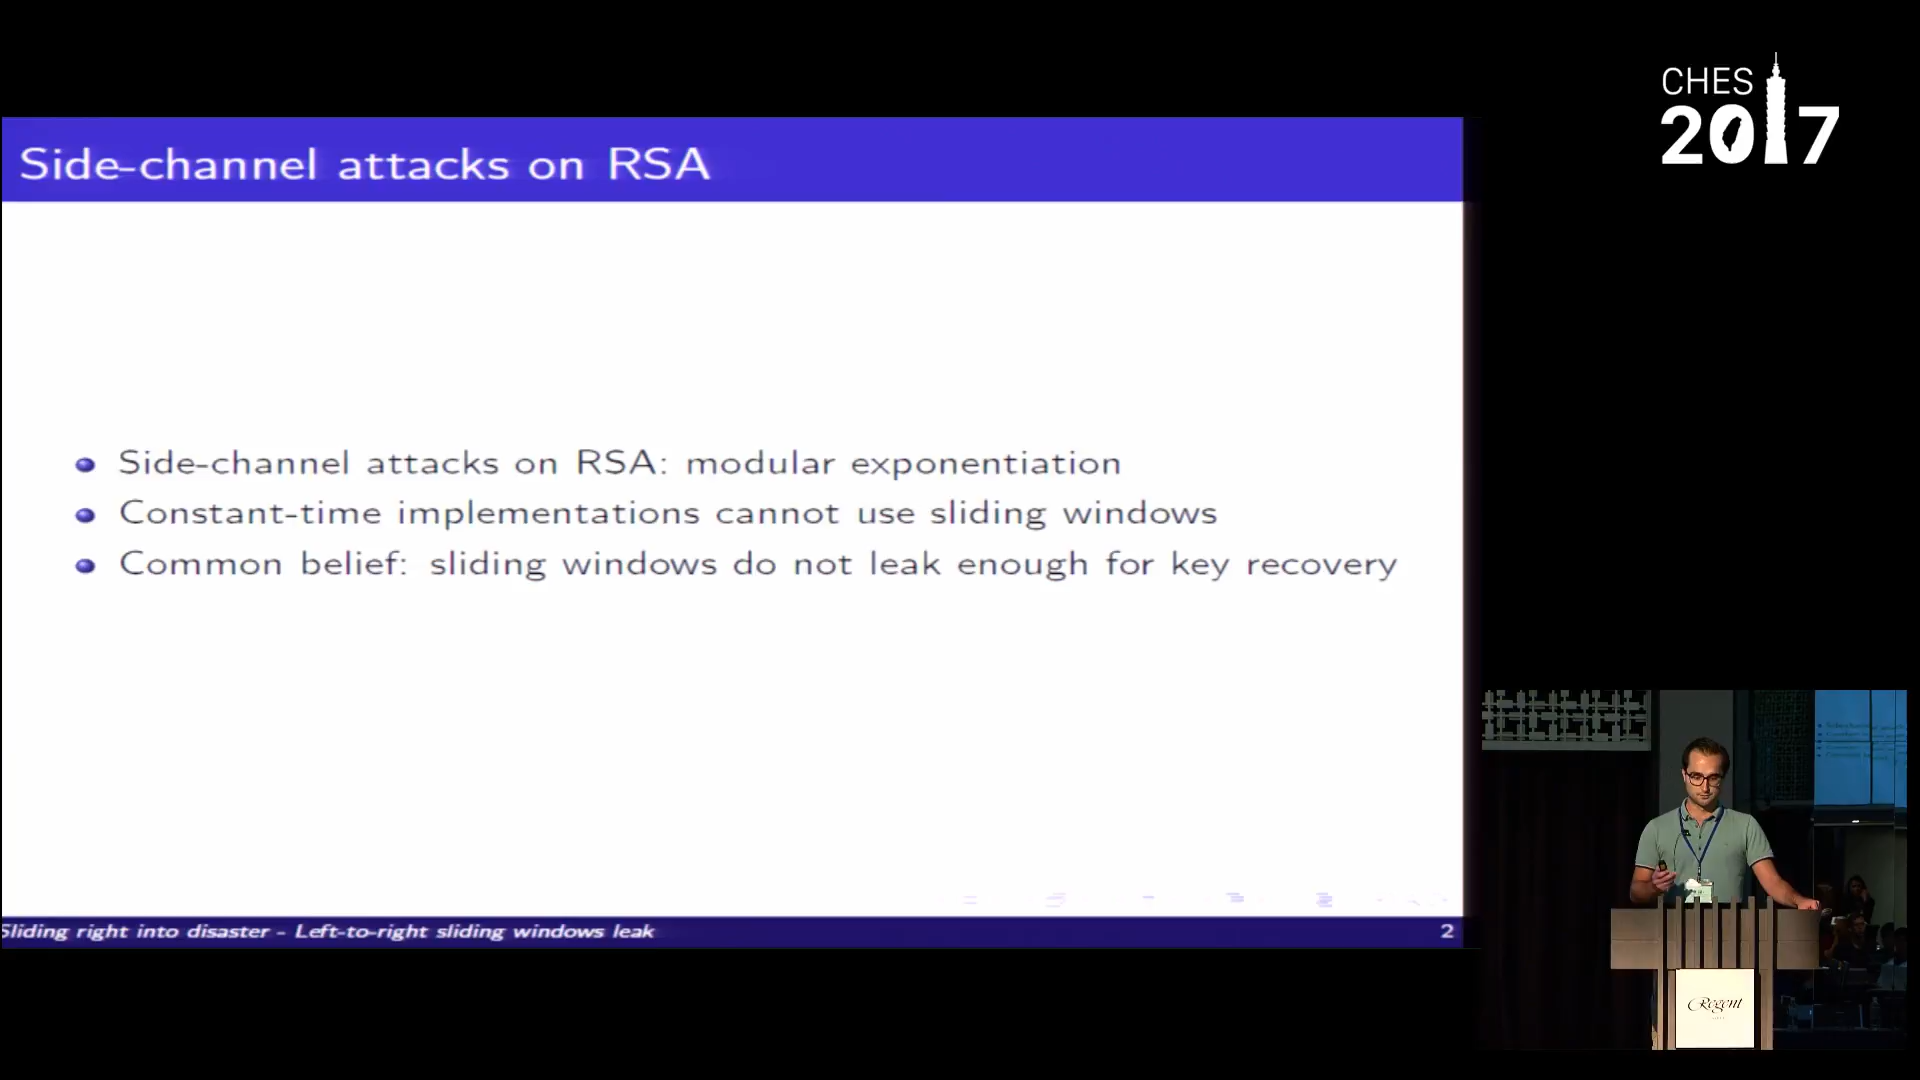 CHES
2017
Side-channel attacks on RSA
Side-channel attacks on RSA: modular exponentiation
Constant-time implementations cannot use sliding windows
Common belief: sliding windows do not leak enough for key recovery
Sliding right into disaster - Left-to-right sliding windows leak
2
Regent